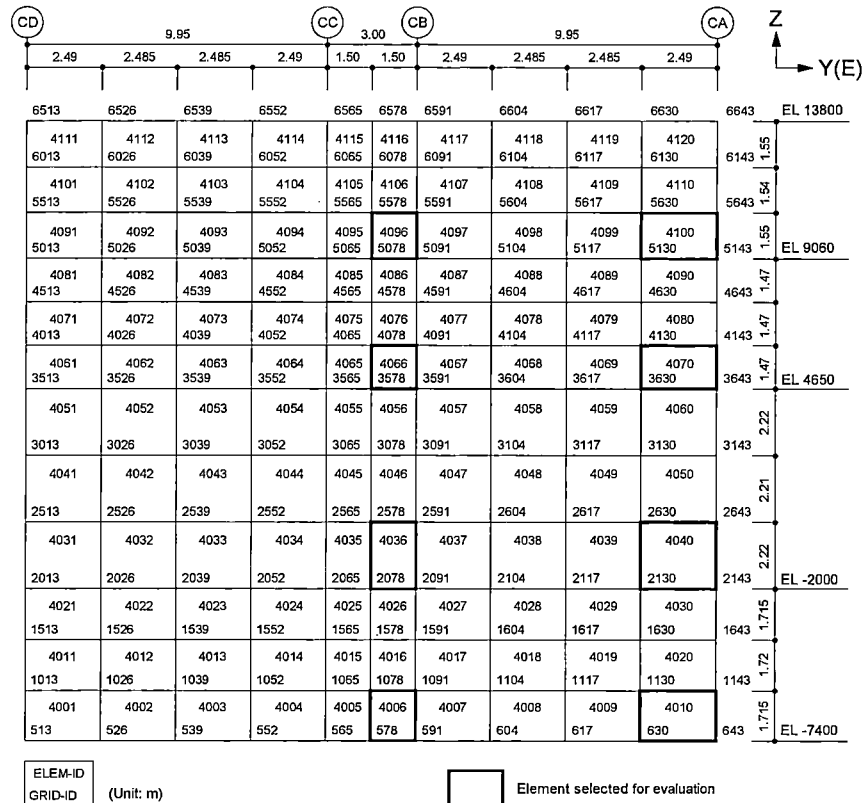 CD CC CB CA Z
9.95 3.00 9.95
2.49 2.485 2.485 2.49 1.50 1.50 2.49 2.485 2.485 2.49 Y(E)
6513 6526 6539 6552 6565 6578 6591 6604 6617 6630 6643 EL 13800
4111 4112 4113 4114 4115 4116 4117 4118 4119 4120 1.55
6013 6026 6039 6052 6065 6078 6091 6104 6117 6130 6143
4101 4102 4103 4104 4105 4106 4107 4108 4109 4110 1.54
5513 5526 5539 5552 5565 5578 5591 5604 5617 5630 5643
4091 4092 4093 4094 4095 4096 4097 4098 4099 4100 1.55
5013 5026 5039 5052 5065 5078 5091 5104 5117 5130 5143 EL 9060
4081 4082 4083 4084 4085 4086 4087 4088 4089 4090 1.47
4513 4526 4539 4552 4565 4578 4591 4604 4617 4630 4643
4071 4072 4073 4074 4075 4076 4077 4078 4079 4080 1.47
4013 4026 4039 4052 4065 4078 4091 4104 4117 4130 4143
4061 4062 4063 4064 4065 4066 4067 4068 4069 4070 1.47
3513 3526 3539 3552 3565 3578 3591 3604 3617 3630 3643 EL 4650
4051 4052 4053 4054 4055 4056 4057 4058 4059 4060 2.22
3013 3026 3039 3052 3065 3078 3091 3104 3117 3130 3143
4041 4042 4043 4044 4045 4046 4047 4048 4049 4050 2.21
2513 2526 2539 2552 2565 2578 2591 2604 2617 2630 2643
4031 4032 4033 4034 4035 4036 4037 4038 4039 4040 2.22
2013 2026 2039 2052 2065 2078 2091 2104 2117 2130 2143 EL -2000
4021 4022 4023 4024 4025 4026 4027 4028 4029 4030 1.715
1513 1526 1539 1552 1565 1578 1591 1604 1617 1630 1643
4011 4012 4013 4014 4015 4016 4017 4018 4019 4020 1.72
1013 1026 1039 1052 1065 1078 1091 1104 1117 1130 1143
4001 4002 4003 4004 4005 4006 4007 4008 4009 4010 1.715
513 526 539 552 565 578 591 604 617 630 643 EL -7400
ELEM-ID
GRID-ID (Unit: m) Element selected for evaluation